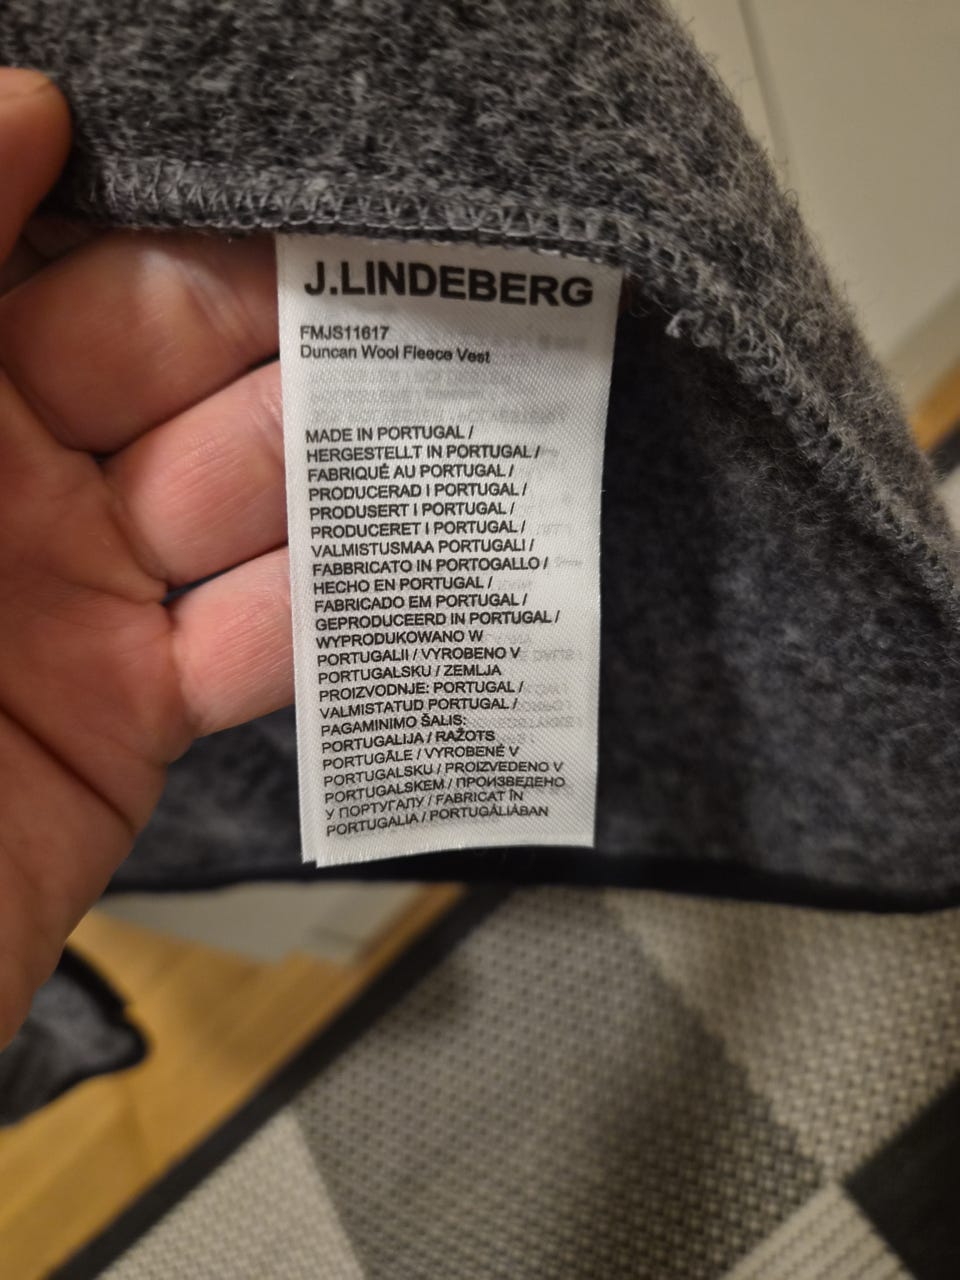 J.LINDEBERG
FMJS11617
Duncan Wool Fleece Vest
MADE IN PORTUGAL /
HERGESTELLT IN PORTUGAL /
FABRIQUÉ AU PORTUGAL /
PRODUCERAD I PORTUGAL /
PRODUSERT I PORTUGAL /
PRODUCERET I PORTUGAL /
VALMISTUSMAA PORTUGALI /
FABBRICATO IN PORTOGALLO /
HECHO EN PORTUGAL /
FABRICADO EM PORTUGAL /
GEPRODUCEERD IN PORTUGAL /
WYPRODUKOWANO W
PORTUGALII / VYROBENO V
PORTUGALSKU / ZEMLJA
PROIZVODNJE: PORTUGAL /
VALMISTATUD PORTUGAL /
PAGAMINIMO ŠALIS:
PORTUGALIJA / RAŽOTS
PORTUGĀLE / VYROBENÉ V
PORTUGALSKU / PROIZVEDENO V
PORTUGALSKEM / ПРОИЗВЕДЕНО
У ПОРТУГАЛУ / FABRICAT ÎN
PORTUGALIA / PORTUGÁLIÁBAN